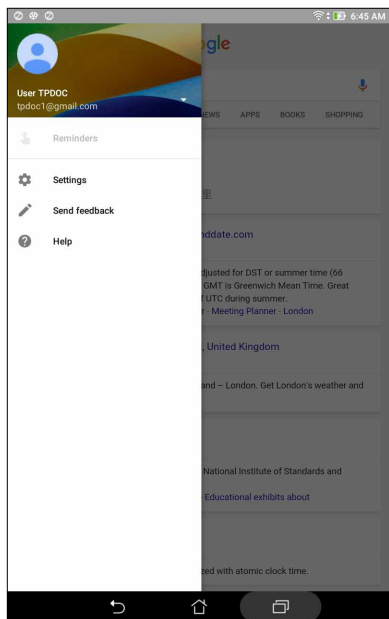 6:45 AM
ogle
User TPDOC
tpdoc1@gmail.com
EWS APPS BOOKS SHOPPING
Reminders
Settings
里
Send feedback
Help
nddate.com
djusted for DST or summer time (66
GMT is Greenwich Mean Time. Great
f UTC during summer.
r - Meeting Planner - London
, United Kingdom
and – London. Get London's weather and
National Institute of Standards and
- Educational exhibits about
zed with atomic clock time.